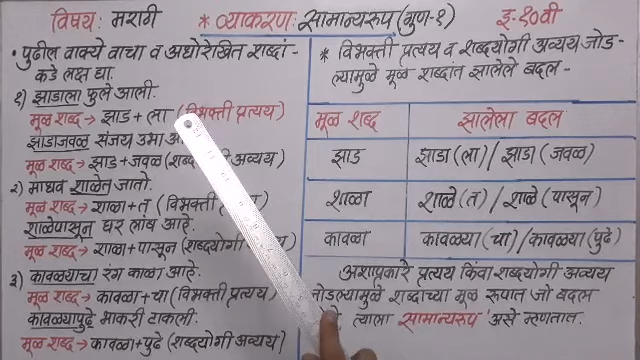 विषय: मराठी * व्याकरण: सामान्यरूप (गुण-१) इ.१०वी
• पुढील वाक्ये वाचा व अधोरेखित शब्दां-
कडे लक्ष द्या.
१) झाडाला फुले आली.
मूळ शब्द → झाड + ला (विभक्ती प्रत्यय)
झाडाजवळ संजय उभा
मूळ शब्द → झाड + जवळ (शब्दयोगी अव्यय)
२) माधव शाळेत जातो.
मूळ शब्द → शाळा + त (विभक्ती
शाळेपासून घर लांब आहे.
मूळ शब्द → शाळा + पासून (शब्दयोगी
३) कावळ्याचा रंग काळा आहे.
मूळ शब्द → कावळा + चा (विभक्ती प्रत्यय)
कावळ्यापुढे भाकरी टाकली.
मूळ शब्द → कावळा + पुढे (शब्दयोगी अव्यय)
* विभक्ती प्रत्यय व शब्दयोगी अव्यय जोड-
ल्यामुळे मूळ शब्दांत झालेले बदल -
मूळ शब्द झालेला बदल
झाड झाडा (ला) / झाडा (जवळ)
शाळा शाळे (त) / शाळे (पासून)
कावळा कावळ्या (चा) / कावळ्या (पुढे)
अशाप्रकारे प्रत्यय किंवा शब्दयोगी अव्यय
जोडल्यामुळे शब्दाच्या मूळ रूपात जो बदल
त्याला 'सामान्यरूप' असे म्हणतात.